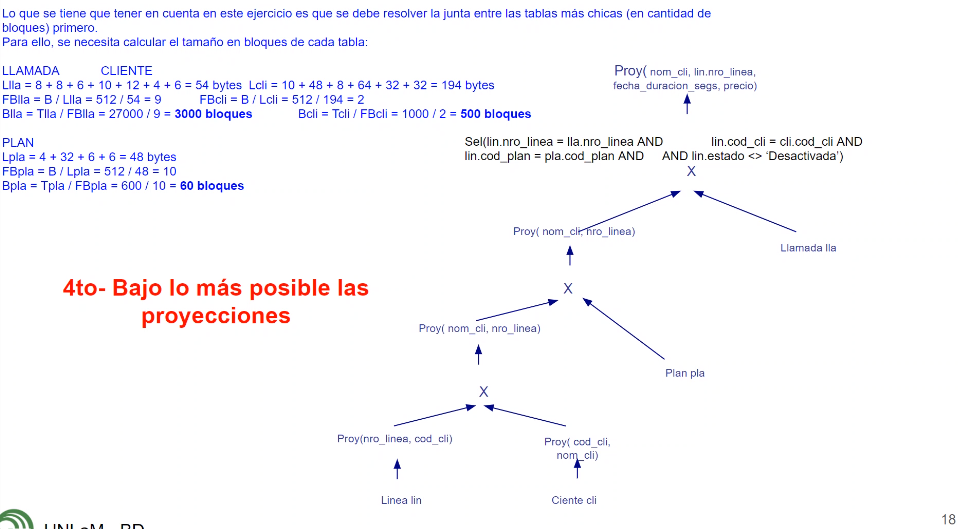 Lo que se tiene que tener en cuenta en este ejercicio es que se debe resolver la junta entre las tablas más chicas (en cantidad de
bloques) primero.
Para ello, se necesita calcular el tamaño en bloques de cada tabla:
LLAMADA CLIENTE
Llla = 8 + 8 + 6 + 10 + 12 + 4 + 6 = 54 bytes Lcli = 10 + 48 + 8 + 64 + 32 + 32 = 194 bytes
FBlla = B / Llla = 512 / 54 = 9 FBcli = B / Lcli = 512 / 194 = 2
Blla = Tlla / FBlla = 27000 / 9 = 3000 bloques Bcli = Tcli / FBcli = 1000 / 2 = 500 bloques
PLAN
Lpla = 4 + 32 + 6 + 6 = 48 bytes
FBpla = B / Lpla = 512 / 48 = 10
Bpla = Tpla / FBpla = 600 / 10 = 60 bloques
Proy( nom_cli, lin.nro_linea,
fecha_duracion_segs, precio)
Sel(lin.nro_linea = lla.nro_linea AND lin.cod_cli = cli.cod_cli AND
lin.cod_plan = pla.cod_plan AND AND lin.estado <> ‘Desactivada’)
X
Proy( nom_cli, nro_linea)
Llamada lla
4to- Bajo lo más posible las
proyecciones
X
Proy( nom_cli, nro_linea)
Plan pla
X
Proy(nro_linea, cod_cli)
Proy( cod_cli,
nom_cli)
Linea lin
Ciente cli
18